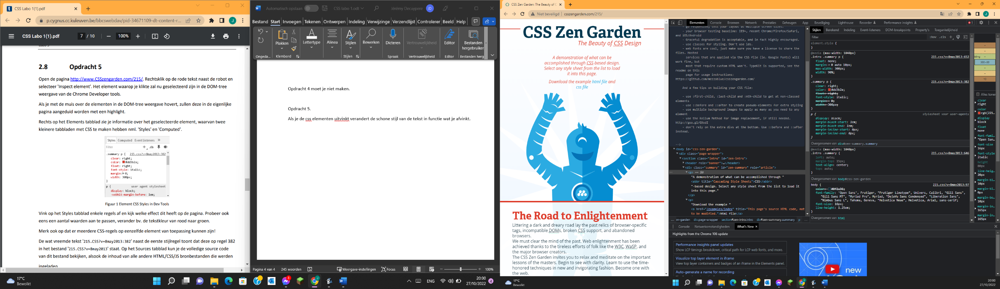 CSS Labo 1(1).pdf
p.cygnus.cc.kuleuven.be/bbcswebdav/pid-34671109-dt-content-r...
CSS Labo 1(1).pdf
7 / 10
100%
2.8 Opdracht 5
Open de pagina http://www.CSSzengarden.com/215/. Rechtsklik op de rode tekst naast de robot en
selecteer 'Inspect element'. Het element waarop je klikte zal nu geselecteerd zijn in de DOM-tree
weergave van de Chrome Developer tools.
Als je met de muis over de elementen in de DOM-tree weergave hovert, zullen deze in de eigenlijke
pagina aangeduid worden met een highlight.
Rechts op het Elements tabblad zie je informatie over het geselecteerde element, waarvan twee
kleinere tabbladen met CSS te maken hebben nml. 'Styles' en 'Computed'.
Styles Computed Event Listeners »
Filter + .cls
.summary p { 215.css?v=8may2013:382
clear: right;
color: #dd3b2a;
float: right;
font-style: italic;
margin: 0;
width: 300px;
}
p { user agent stylesheet
display: block;
-webkit-margin-before: 1em;
Figuur 1 Element CSS Styles in Dev Tools
Vink op het Styles tabblad enkele regels af en kijk welke effect dit heeft op de pagina. Probeer ook
eens een aantal waarden aan te passen, verander bv. de tekstkleur van rood naar groen.
Merk ook op dat er meerdere CSS-regels op eenzelfde element van toepassing kunnen zijn!
De wat vreemde tekst '215.CSS?v=8may2013:382' naast de eerste stijlregel toont dat deze op regel 382
in het bestand '215.CSS?v=8may2013' staat. Op het Sources tabblad kun je de volledige source code
van dit bestand bekijken, alsook de inhoud van alle andere HTML/CSS/JS bronbestanden die werden
ingeladen
17°C
Bewolkt
Automatisch opslaan
CSS labo 1.odt
Jérémy Decuypere JD
Bestand Start Invoegen Tekenen Ontwerpen Indeling Verwijzinge Verzendlijst Controlerer Beeld Help
Plakken Lettertype Alinea Stijlen Bewerken Dicteren Vertrouwelijkheid Editor Bestanden
hergebruiker
Ongeda... Klembord Stijlen Spraak Vertrouwelijkheid Editor Bestanden herg
Opdracht 4 moet je niet maken.
Opdracht 5.
Als je de css elementen uitvinkt verandert de schone stijl van de tekst in functie wat je afvinkt.
Pagina 4 van 4 245 woorden Weergave-instellingen Focus 100%
ENG
20:00
27/10/2022
4
CSS Zen Garden: The Beauty of C
Niet beveiligd csszengarden.com/215/
CSS Zen Garden
The Beauty of CSS Design
A demonstration of what can be
accomplished through CSS-based design.
Select any style sheet from the list to load
it into this page.
Download the example html file and
css file
The Road to Enlightenment
Littering a dark and dreary road lay the past relics of browser-specific
tags, incompatible DOMs, broken CSS support, and abandoned
browsers.
We must clear the mind of the past. Web enlightenment has been
achieved thanks to the tireless efforts of folk like the W3C, WaSP, and
the major browser creators.
The CSS Zen Garden invites you to relax and meditate on the important
lessons of the masters. Begin to see with clarity. Learn to use the time-
honored techniques in new and invigorating fashion. Become one with
the web.
17°C
Bewolkt
Elementen Console Bronnen Netwerk Prestaties Geheugen App Beveiliging Lighthouse Recorder Performance insights
- go responsive; test your layout at multiple screen sizes.
- your browser testing baseline: IE9+, recent Chrome/Firefox/Safari,
and iOS/Android
- Graceful degradation is acceptable, and in fact highly encouraged.
- use classes for styling. Don't use ids.
- web fonts are cool, just make sure you have a license to share the
files. Hosted
services that are applied via the CSS file (ie. Google Fonts) will
work fine, but
most that require custom HTML won't. TypeKit is supported, see the
readme on this
page for usage instructions:
https://github.com/mezzoblue/csszengarden.com/
And a few tips on building your CSS file:
- use :first-child, :last-child and :nth-child to get at non-classed
elements
- use ::before and ::after to create pseudo-elements for extra styling
- use multiple background images to apply as many as you need to any
element
- use the Kellum Method for image replacement, if still needed.
http://goo.gl/GXxdI
- don't rely on the extra divs at the bottom. Use ::before and ::after
instead.
-->
<body id="css-zen-garden">
<div class="page-wrapper">
<section class="intro" id="zen-intro">
<header role="banner">…</header>
<div class="summary" id="zen-summary" role="article">
<p> == $0
"A demonstration of what can be accomplished through "
<abbr title="Cascading Style Sheets">CSS</abbr>
"-based design. Select any style sheet from the list to load it
into this page."
</p>
<p>
"Download the example "
<a href="/examples/index" title="This page's source HTML code, not
to be modified.">html file</a>
... en-garden div.page-wrapper section#zen-intro.intro div#zen-summary.summary p ...
Stijlen Berekend Indeling Event-listeners DOM-breakpoints Property's Toegankelijkheid
Filter :hov .cls +
element.style {
}
@media (max-width: 1040px)
.intro .summary p { 215.css?v=8may2013:652
float: none;
margin: 0 auto 10px;
max-width: 300px;
width: 90%;
}
.summary p { 215.css?v=8may2013:382
clear: right;
color: #dd3b2a;
float: right;
font-style: italic;
margin: 0;
width: 300px;
}
p { stylesheet voor user-agents
display: block;
margin-block-start: 1em;
margin-block-end: 1em;
margin-inline-start: 0px;
margin-inline-end: 0px;
}
Overgenomen van div#zen-summary.summary
@media (max-width: 1040px)
.intro .summary { 215.css?v=8may2013:646
left: auto;
margin-top: 15px;
text-align: center;
top: auto;
}
Overgenomen van body#css-zen-garden
body { 215.css?v=8may2013:97
color: #0f2a36;
font-family: 'Open Sans', Frutiger, "Frutiger Linotype", Univers, Calibri, "Gill Sans",
"Gill Sans MT", "Myriad Pro", Myriad, "DejaVu Sans Condensed", "Liberation Sans",
"Nimbus Sans L", Tahoma, Geneva, "Helvetica Neue", Helvetica, Arial, sans-serif;
font-size: 16px;
line-height: 1.25em;
}
Overgenomen van html
300×80
10
Alles toner
clear
right
color
rgb(221…
display
block
float
none
font-fami…
"Open San…
font-size
16px
font-style
italic
height
80px
line-heig…
20px
margin-bl…
10px
margin-bl…
0px
margin-bo…
10px
margin-in…
165px
margin-in…
165px
Console Netwerkomstandigheden What's New
Highlights from the Chrome 106 update
Performance insights panel updates
Show LCP timings breakdown, critical path for LCP web fonts, and more.
Visualize top layer element in iframe
View top layer containers and badges of an iframe in the Elements panel.
Auto-generate a name for recording
new
20:00
27/10/2022